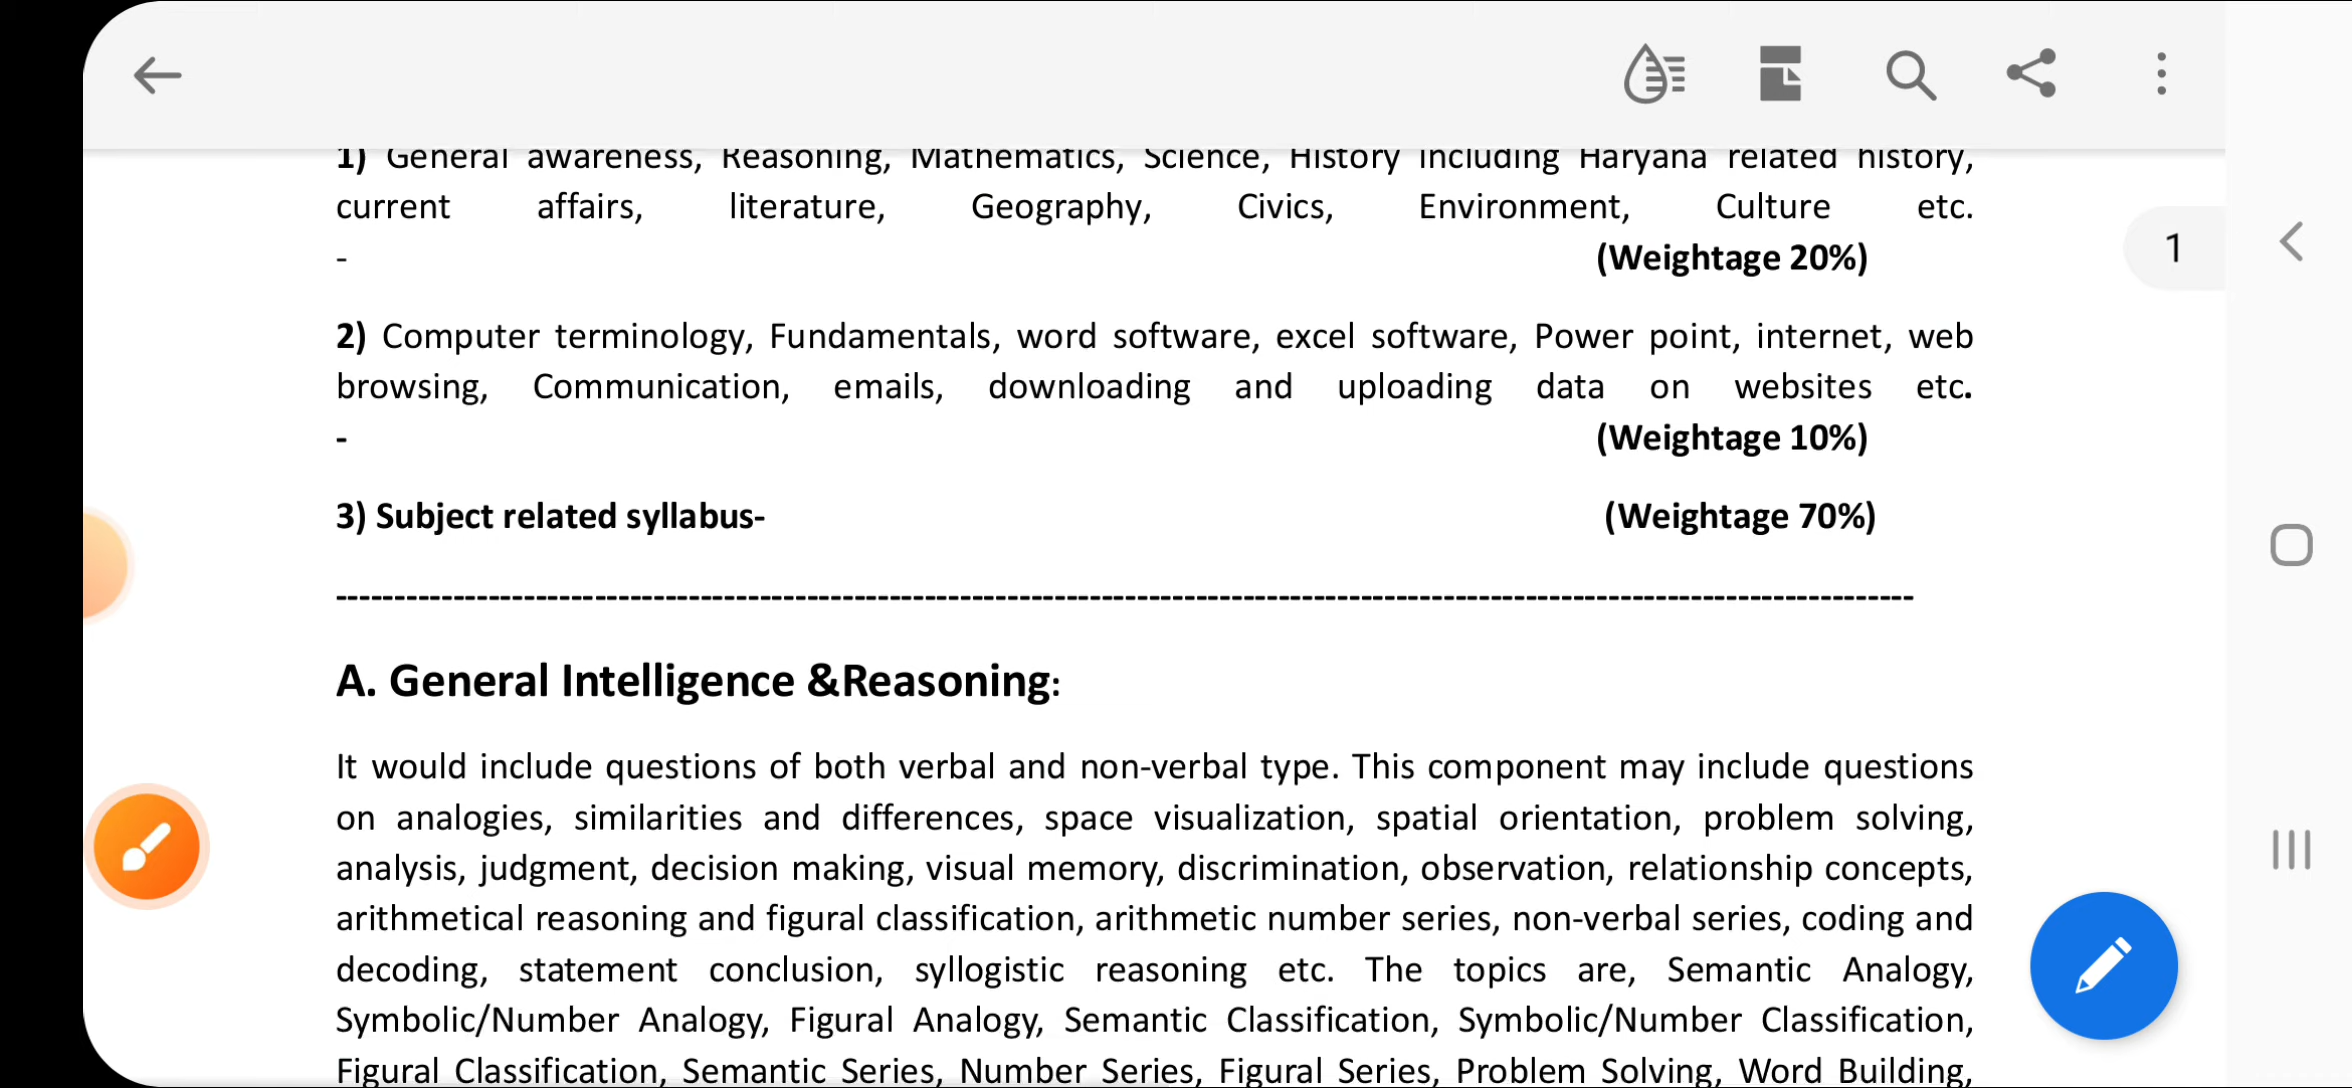 1) General awareness, Reasoning, Mathematics, Science, History including Haryana related history,
current affairs, literature, Geography, Civics, Environment, Culture etc.
- (Weightage 20%)
1
2) Computer terminology, Fundamentals, word software, excel software, Power point, internet, web
browsing, Communication, emails, downloading and uploading data on websites etc.
- (Weightage 10%)
3) Subject related syllabus- (Weightage 70%)
---------------------------------------------------------------------------------------------------------------------------------------
A. General Intelligence &Reasoning:
It would include questions of both verbal and non-verbal type. This component may include questions
on analogies, similarities and differences, space visualization, spatial orientation, problem solving,
analysis, judgment, decision making, visual memory, discrimination, observation, relationship concepts,
arithmetical reasoning and figural classification, arithmetic number series, non-verbal series, coding and
decoding, statement conclusion, syllogistic reasoning etc. The topics are, Semantic Analogy,
Symbolic/Number Analogy, Figural Analogy, Semantic Classification, Symbolic/Number Classification,
Figural Classification, Semantic Series, Number Series, Figural Series, Problem Solving, Word Building,